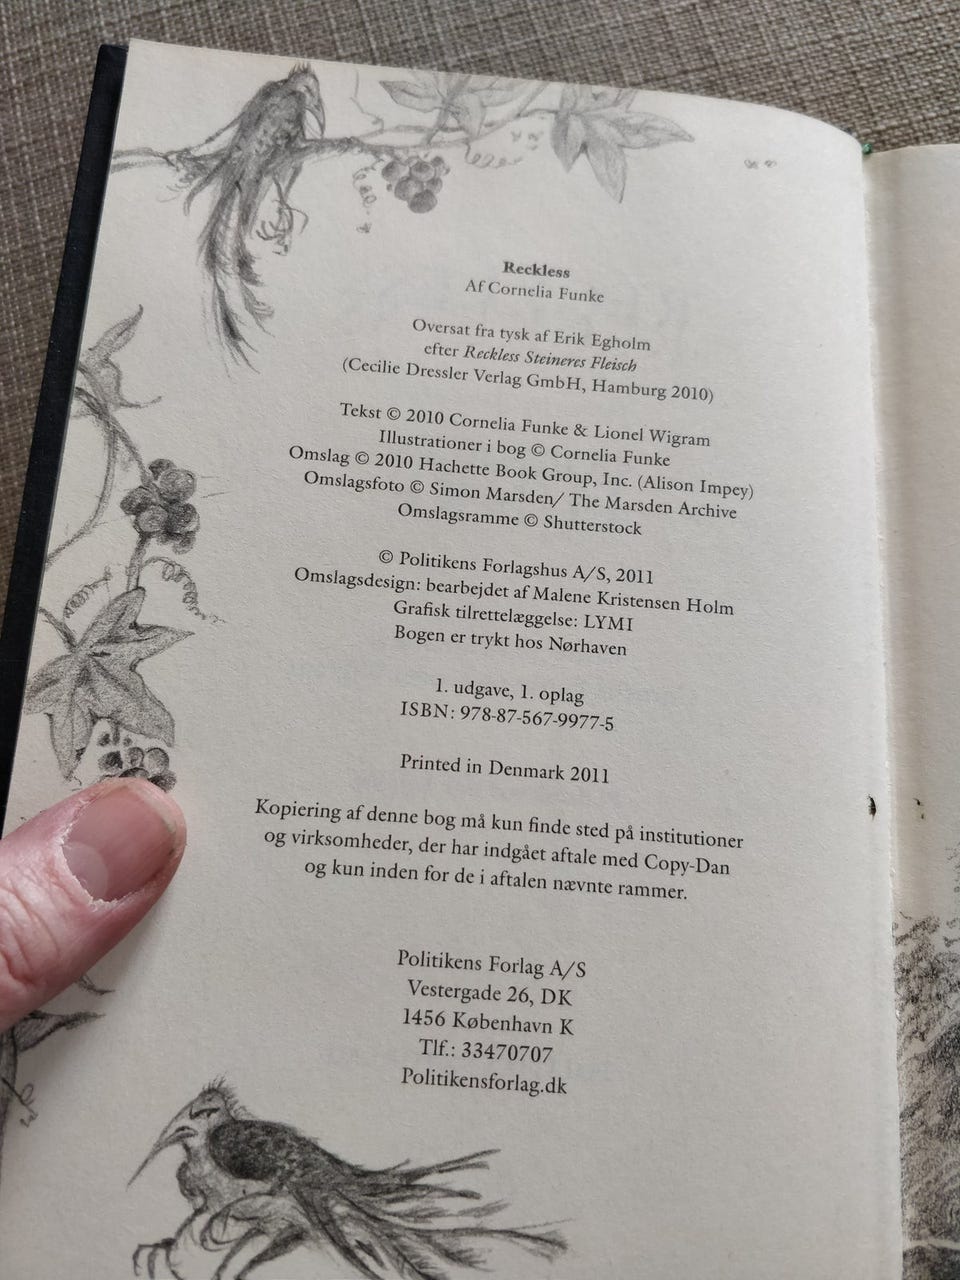 Reckless
Af Cornelia Funke
Oversat fra tysk af Erik Egholm
efter Reckless Steineres Fleisch
(Cecilie Dressler Verlag GmbH, Hamburg 2010)
Tekst © 2010 Cornelia Funke & Lionel Wigram
Illustrationer i bog © Cornelia Funke
Omslag © 2010 Hachette Book Group, Inc. (Alison Impey)
Omslagsfoto © Simon Marsden/ The Marsden Archive
Omslagsramme © Shutterstock
© Politikens Forlagshus A/S, 2011
Omslagsdesign: bearbejdet af Malene Kristensen Holm
Grafisk tilrettelæggelse: LYMI
Bogen er trykt hos Nørhaven
1. udgave, 1. oplag
ISBN: 978-87-567-9977-5
Printed in Denmark 2011
Kopiering af denne bog må kun finde sted på institutioner
og virksomheder, der har indgået aftale med Copy-Dan
og kun inden for de i aftalen nævnte rammer.
Politikens Forlag A/S
Vestergade 26, DK
1456 København K
Tlf.: 33470707
Politikensforlag.dk